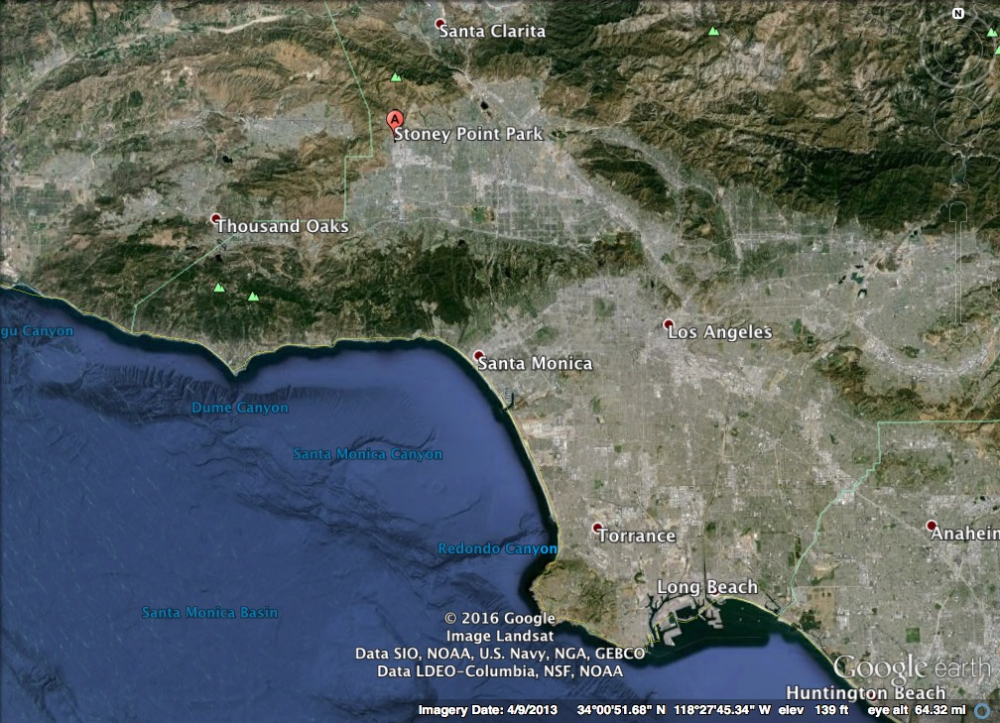 N
Santa Clarita
A
Stoney Point Park
Thousand Oaks
gu Canyon
Los Angeles
Santa Monica
Dume Canyon
Santa Monica Canyon
Anahein
Torrance
Redondo Canyon
Long Beach
Santa Monica Basin
© 2016 Google
Image Landsat
Data SIO, NOAA, U.S. Navy, NGA, GEBCO
Data LDEO-Columbia, NSF, NOAA
Google earth
Huntington Beach
Imagery Date: 4/9/2013 34°00'51.68" N 118°27'45.34" W elev 139 ft eye alt 64.32 mi